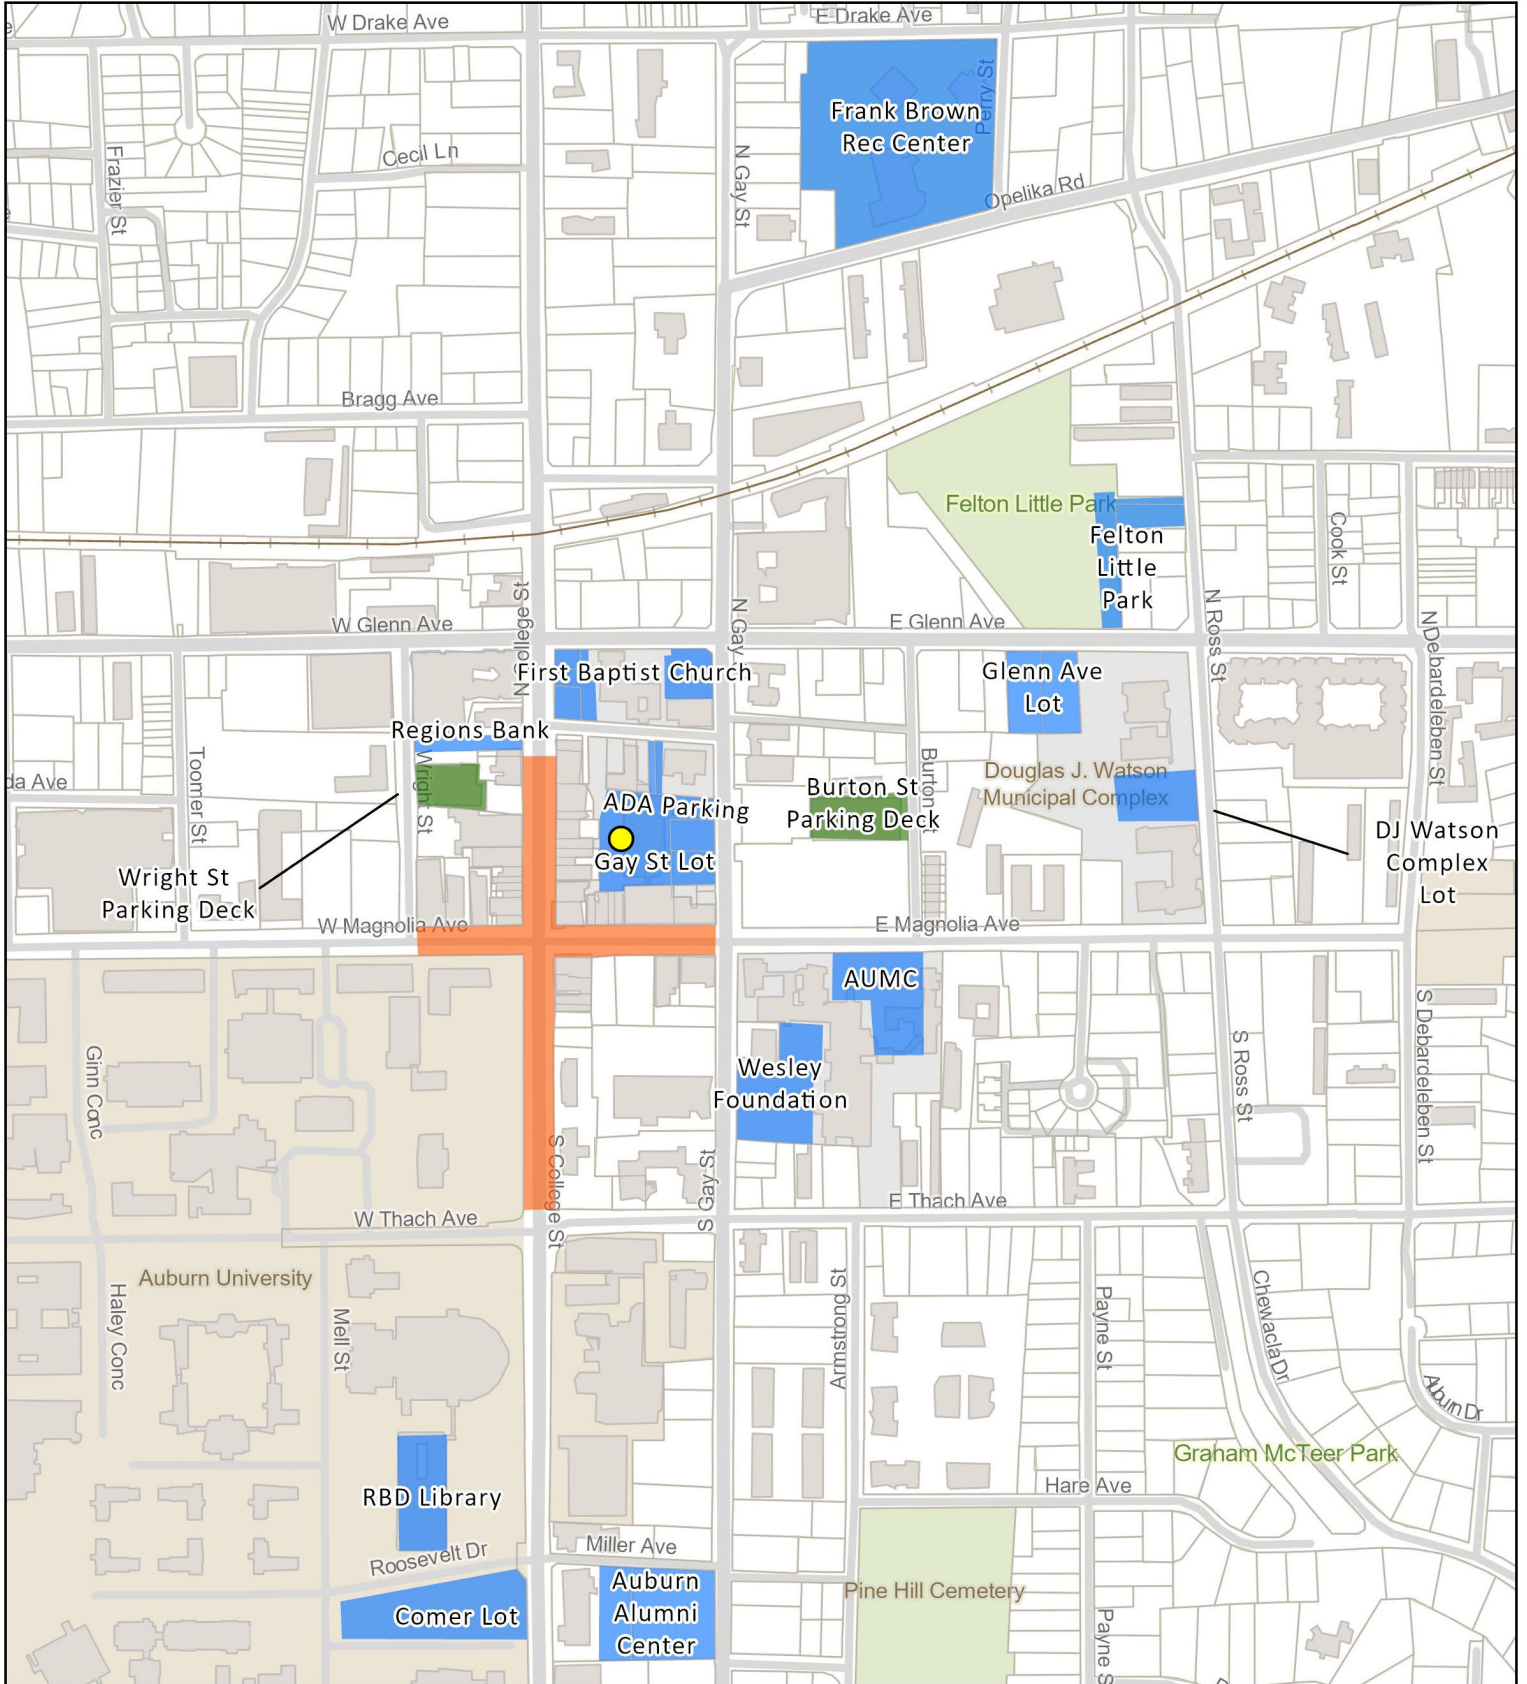 W Drake Ave
E Drake Ave
Perry St
Frank Brown
Rec Center
Frazier St
Cecil Ln
N Gay St
Opelika Rd
Bragg Ave
Felton Little Park
Felton
Little
Park
Cook St
N College St
W Glenn Ave
N Gay
E Glenn Ave
N Ross St
N Debardeleben St
First Baptist Church
Glenn Ave
Lot
Regions Bank
Toomer St
Wright St
da Ave
Burton St
Douglas J. Watson
Municipal Complex
ADA Parking
Burton St
Parking Deck
Gay St Lot
DJ Watson
Complex
Lot
Wright St
Parking Deck
W Magnolia Ave
E Magnolia Ave
AUMC
Ginn Conc
Wesley
Foundation
S Ross St
S Debardeleben St
S College St
S Gay St
E Thach Ave
W Thach Ave
Auburn University
Haley Conc
Mell St
Armstrong St
Payne St
Chewacla Dr
Auburn Dr
Graham McTeer Park
Hare Ave
RBD Library
Roosevelt Dr
Miller Ave
Auburn
Alumni
Center
Comer Lot
Pine Hill Cemetery
Payne S